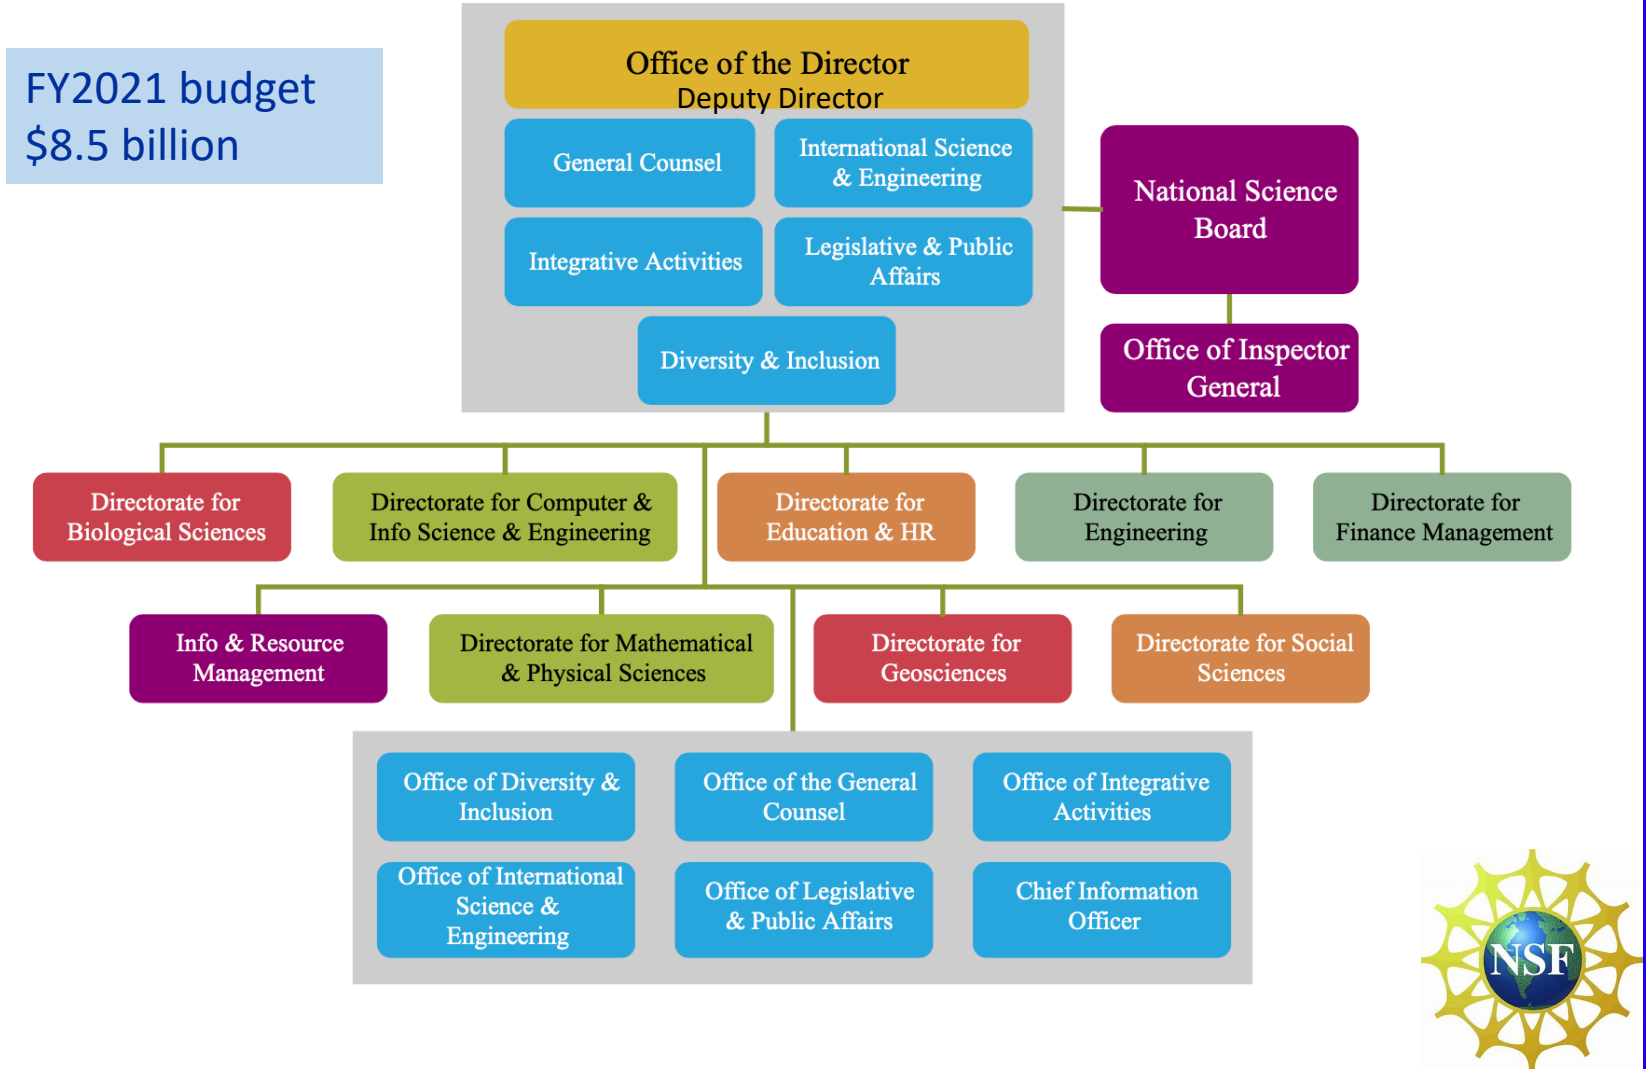 FY2021 budget
$8.5 billion
Office of the Director
Deputy Director
General Counsel
International Science
& Engineering
Integrative Activities
Legislative & Public
Affairs
Diversity & Inclusion
National Science
Board
Office of Inspector
General
Directorate for
Biological Sciences
Directorate for Computer &
Info Science & Engineering
Directorate for
Education & HR
Directorate for
Engineering
Directorate for
Finance Management
Info & Resource
Management
Directorate for Mathematical
& Physical Sciences
Directorate for
Geosciences
Directorate for Social
Sciences
Office of Diversity &
Inclusion
Office of the General
Counsel
Office of Integrative
Activities
Office of International
Science &
Engineering
Office of Legislative
& Public Affairs
Chief Information
Officer
NSF